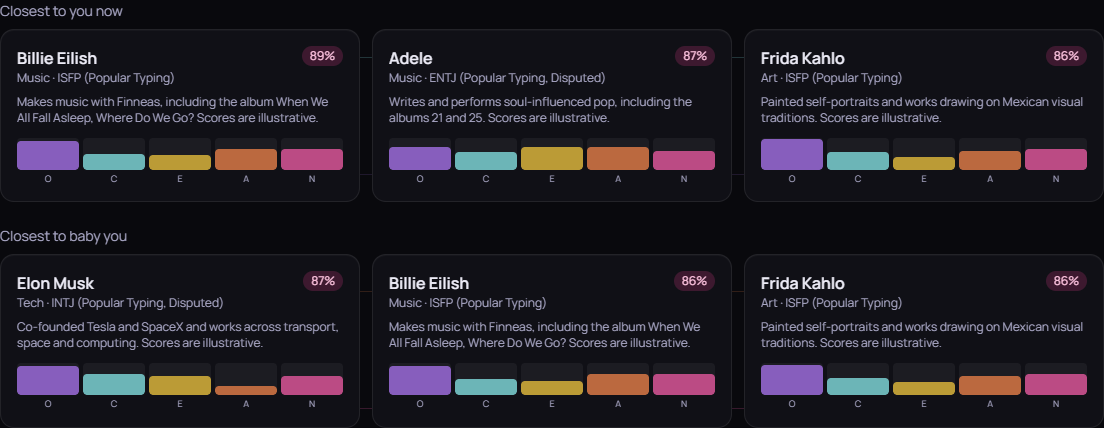 Closest to you now
Billie Eilish
89%
Music · ISFP (Popular Typing)
Makes music with Finneas, including the album When We
All Fall Asleep, Where Do We Go? Scores are illustrative.
O C E A N
Adele
87%
Music · ENTJ (Popular Typing, Disputed)
Writes and performs soul-influenced pop, including the
albums 21 and 25. Scores are illustrative.
O C E A N
Frida Kahlo
86%
Art · ISFP (Popular Typing)
Painted self-portraits and works drawing on Mexican visual
traditions. Scores are illustrative.
O C E A N
Closest to baby you
Elon Musk
87%
Tech · INTJ (Popular Typing, Disputed)
Co-founded Tesla and SpaceX and works across transport,
space and computing. Scores are illustrative.
O C E A N
Billie Eilish
86%
Music · ISFP (Popular Typing)
Makes music with Finneas, including the album When We
All Fall Asleep, Where Do We Go? Scores are illustrative.
O C E A N
Frida Kahlo
86%
Art · ISFP (Popular Typing)
Painted self-portraits and works drawing on Mexican visual
traditions. Scores are illustrative.
O C E A N